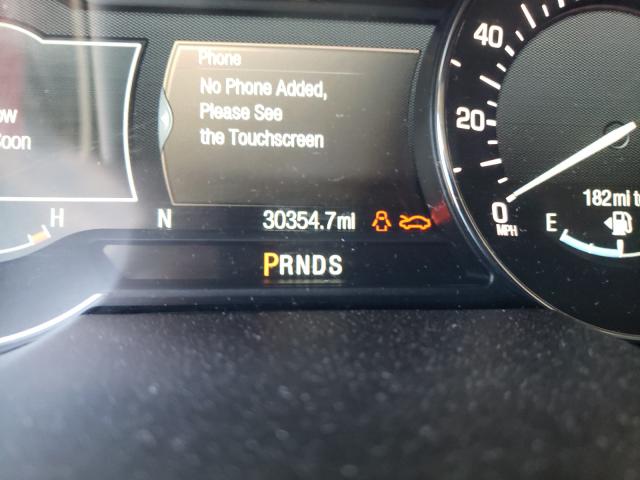 Phone
No Phone Added,
Please See
the Touchscreen
H
N
30354.7mi
PRNDS
40
20
0
MPH
E
182mi